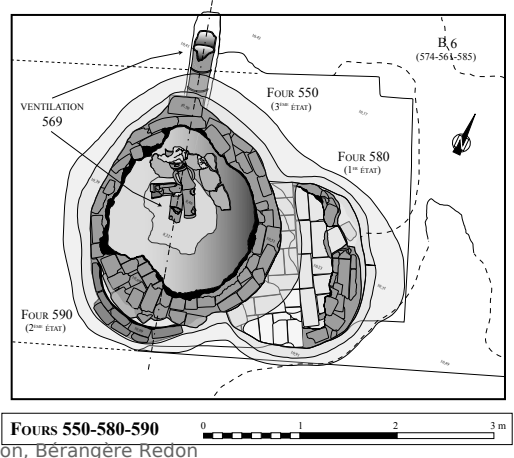 B 6
(574-561-585)
FOUR 550
(3ÈME ÉTAT)
VENTILATION
569
FOUR 580
(1ER ÉTAT)
FOUR 590
(2ÈME ÉTAT)
FOURS 550-580-590
0 1 2 3 m
on, Bérangère Redon